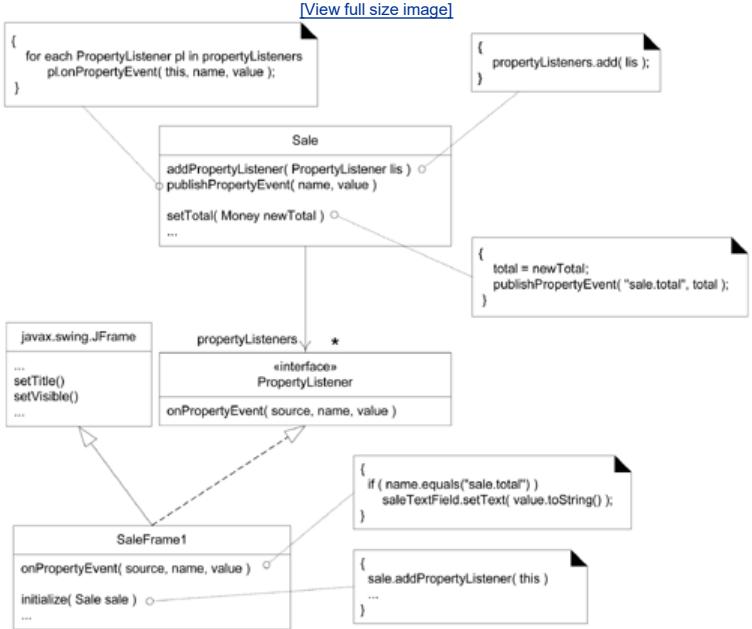 [View full size image]
{
for each PropertyListener pl in propertyListeners
pl.onPropertyEvent( this, name, value );
}
{
propertyListeners.add( lis );
}
Sale
addPropertyListener( PropertyListener lis )
publishPropertyEvent( name, value )
setTotal( Money newTotal )
...
{
total = newTotal;
publishPropertyEvent( "sale.total", total );
}
javax.swing.JFrame
...
setTitle()
setVisible()
...
propertyListeners
*
«interface»
PropertyListener
onPropertyEvent( source, name, value )
{
if ( name.equals("sale.total") )
saleTextField.setText( value.toString() );
}
SaleFrame1
onPropertyEvent( source, name, value )
initialize( Sale sale )
...
{
sale.addPropertyListener( this )
...
}